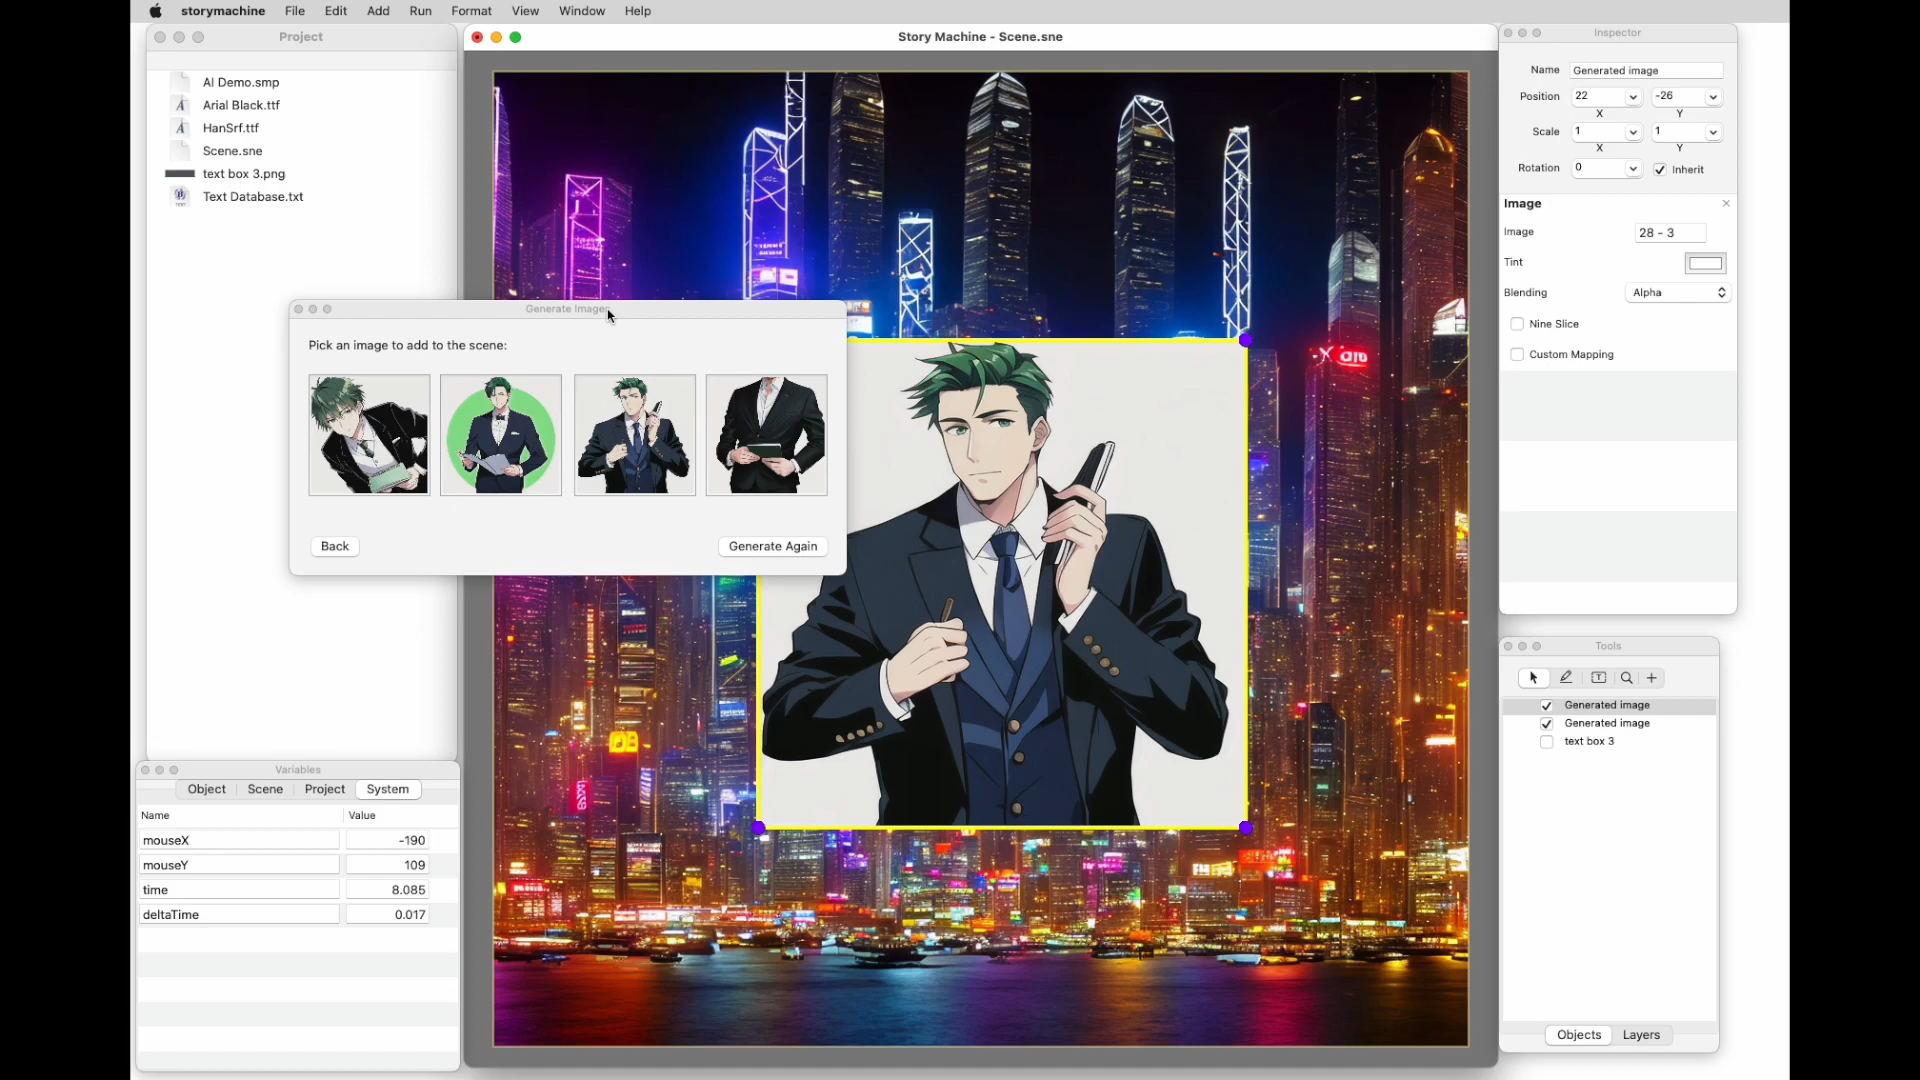 storymachine File Edit Add Run Format View Window Help
Project
AI Demo.smp
Arial Black.ttf
HanSrf.ttf
Scene.sne
text box 3.png
Text Database.txt
Story Machine - Scene.sne
Generate Images
Pick an image to add to the scene:
Back
Generate Again
Variables
Object Scene Project System
Name Value
mouseX -190
mouseY 109
time 8.085
deltaTime 0.017
Inspector
Name Generated image
Position 22 -26
X Y
Scale 1 1
X Y
Rotation 0 Inherit
Image
Image 28 - 3
Tint
Blending Alpha
Nine Slice
Custom Mapping
Tools
Generated image
Generated image
text box 3
Objects Layers